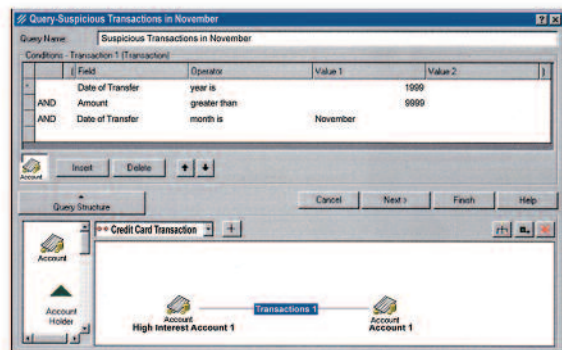 Query-Suspicious Transactions in November
Query Name: Suspicious Transactions in November
Conditions - Transaction 1 (Transaction)
( Field Operator Value 1 Value 2 )
Date of Transfer year is 1999
AND Amount greater than 9999
AND Date of Transfer month is November
Account Insert Delete
Query Structure Cancel Next > Finish Help
Credit Card Transaction +
Account
Account Holder
Transactions 1
Account Account
High Interest Account 1 Account 1